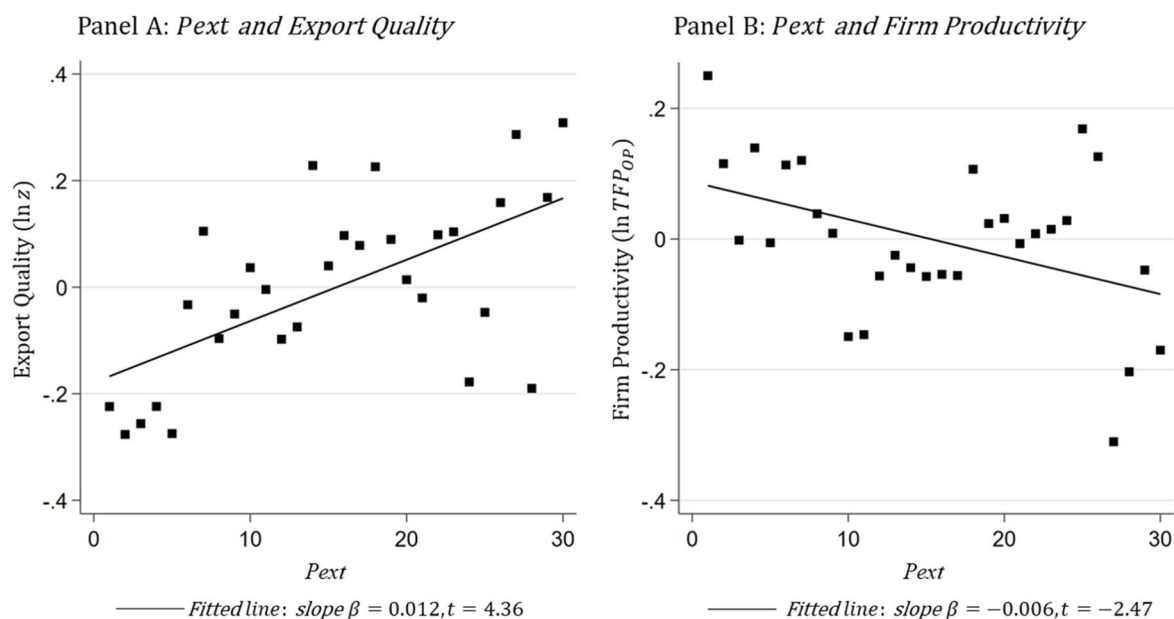 Panel A: Pext and Export Quality
.4
.2
0
-.2
-.4
Export Quality (ln z)
0 10 20 30
Pext
Fitted line: slope β = 0.012, t = 4.36
Panel B: Pext and Firm Productivity
.2
0
-.2
-.4
Firm Productivity (ln TFP_OP)
0 10 20 30
Pext
Fitted line: slope β = −0.006, t = −2.47